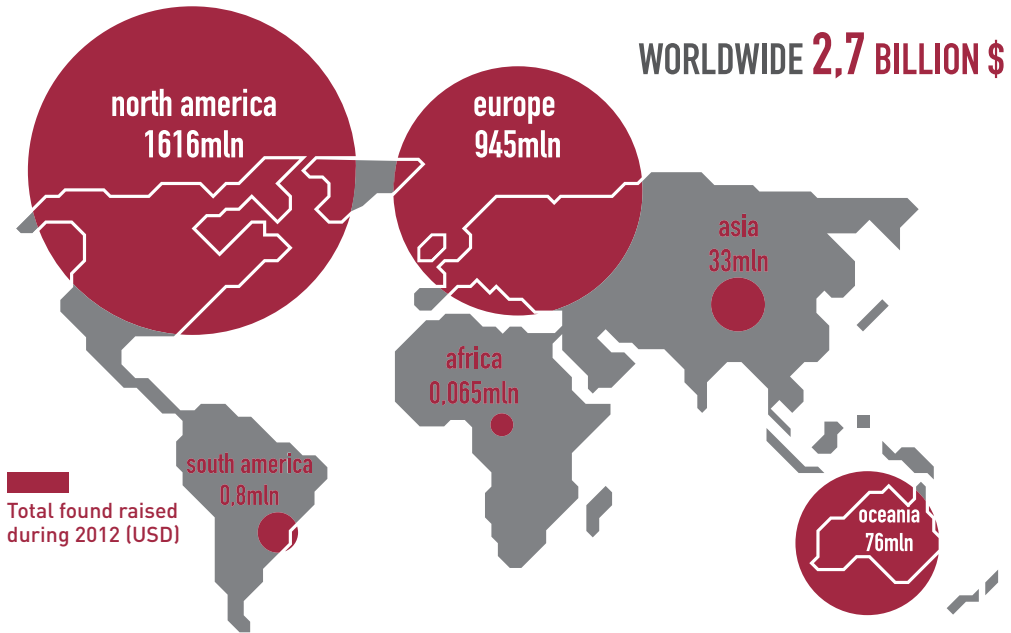 WORLDWIDE 2,7 BILLION $
north america
1616mln
europe
945mln
asia
33mln
africa
0,065mln
south america
0,8mln
oceania
76mln
Total found raised
during 2012 (USD)